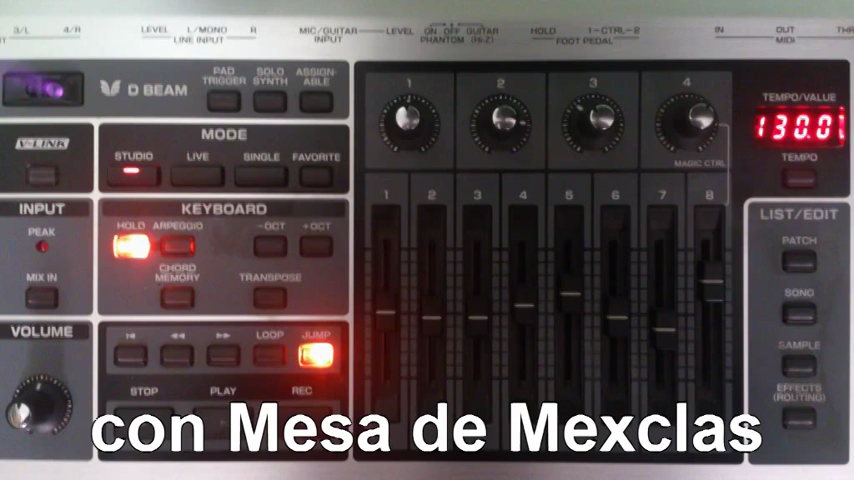 3/L 4/R LEVEL L/MONO R MIC/GUITAR LEVEL ON OFF GUITAR HOLD 1-CTRL-2 IN OUT THR
LINE INPUT INPUT PHANTOM (Hi-Z) FOOT PEDAL MIDI
D BEAM
PAD TRIGGER
SOLO SYNTH
ASSIGN-ABLE
V-LINK
MODE
STUDIO LIVE SINGLE FAVORITE
INPUT
PEAK
MIX IN
KEYBOARD
HOLD ARPEGGIO -OCT +OCT
CHORD MEMORY
TRANSPOSE
VOLUME
LOOP JUMP
STOP PLAY REC
1 2 3 4
MAGIC CTRL
1 2 3 4 5 6 7 8
TEMPO/VALUE
130.0
TEMPO
LIST/EDIT
PATCH
SONG
SAMPLE
EFFECTS
(ROUTING)
con Mesa de Mexclas